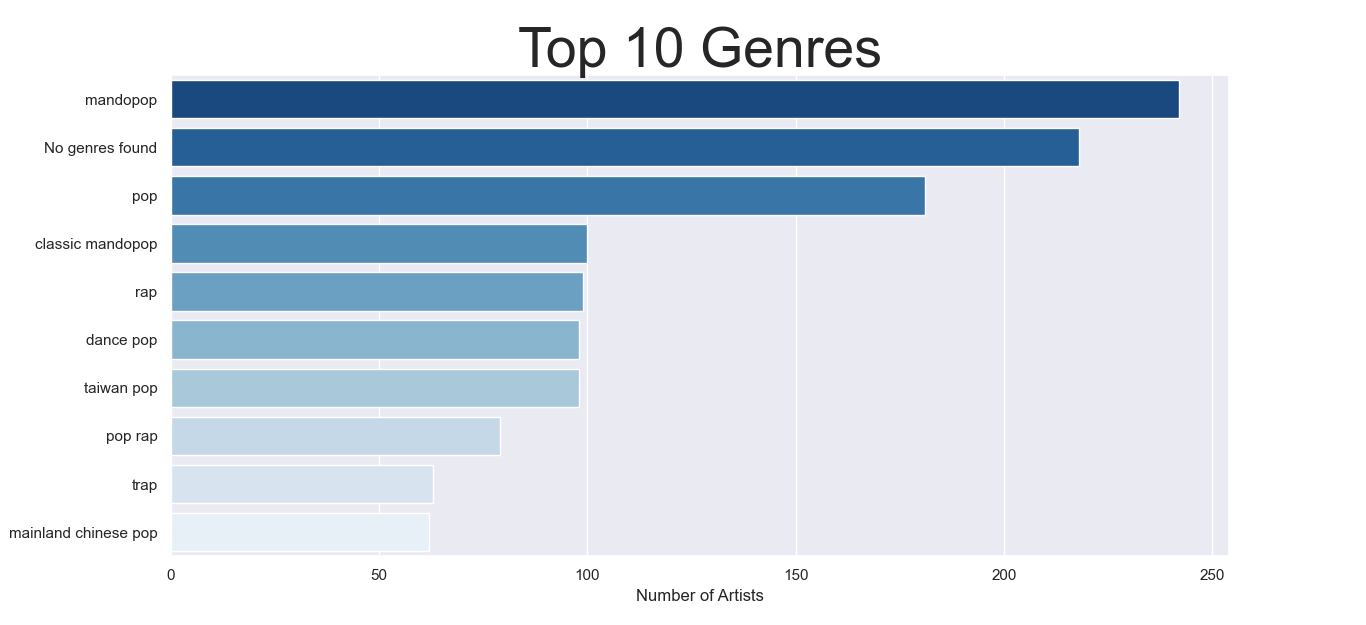 Top 10 Genres
mandopop
No genres found
pop
classic mandopop
rap
dance pop
taiwan pop
pop rap
trap
mainland chinese pop
0 50 100 150 200 250
Number of Artists